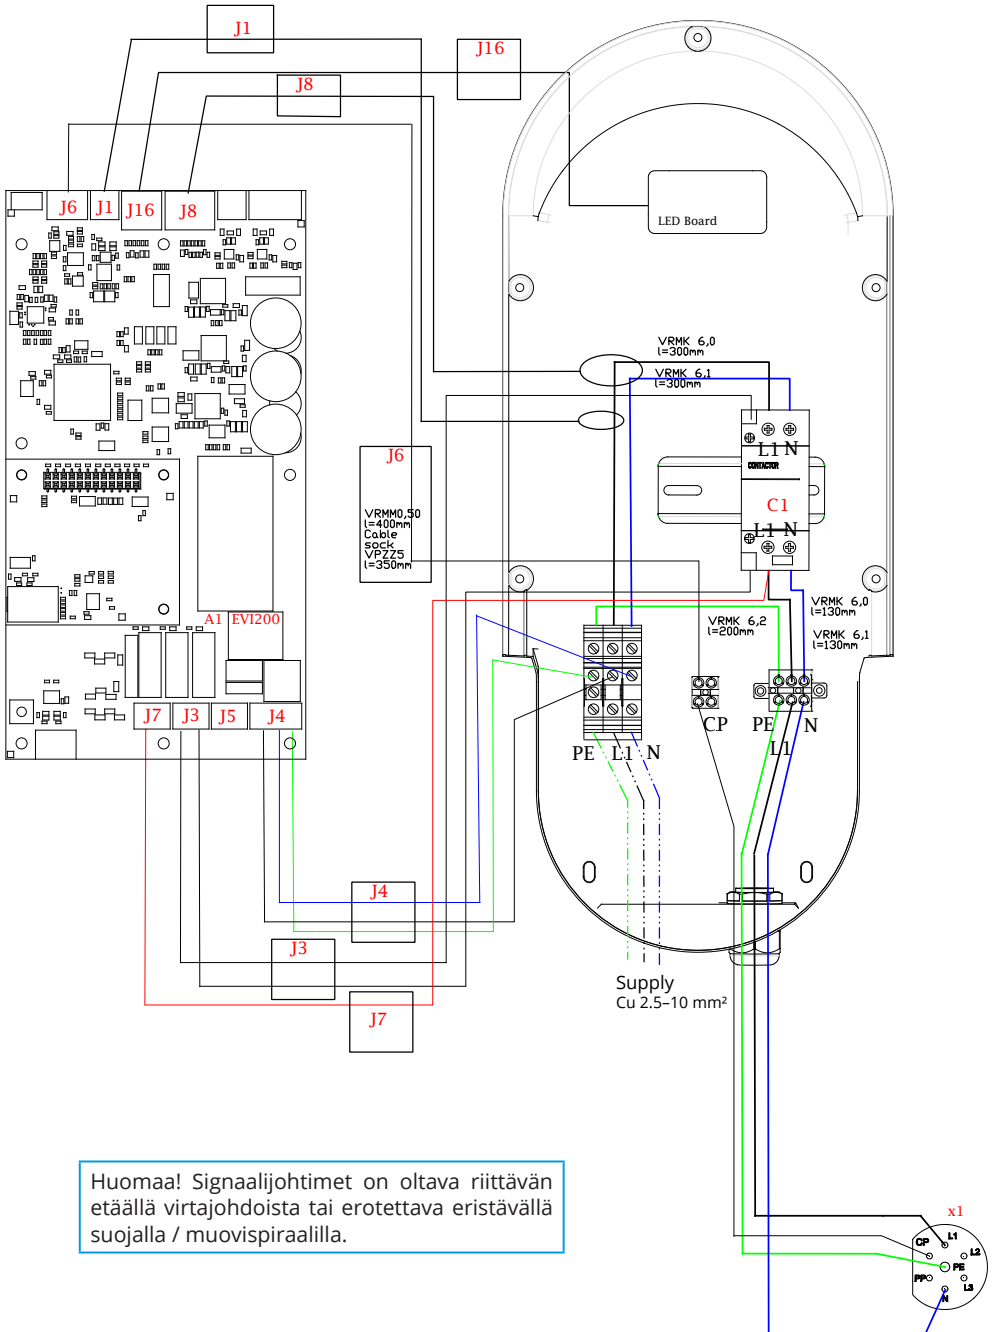 J1
J16
J8
J6
J1
J16
J8
LED Board
VRMK 6,0
l=300mm
VRMK 6,1
l=300mm
J6
VRMM0,50
l=400mm
Cable
sock
VPZZ5
l=350mm
L1 N
CONTACTOR
C1
L1 N
A1 EVI200
VRMK 6,0
l=130mm
VRMK 6,2
l=200mm
VRMK 6,1
l=130mm
J7
J3
J5
J4
CP
PE
N
L1
PE
L1
N
J4
J3
J7
Supply
Cu 2.5–10 mm²
Huomaa! Signaalijohtimet on oltava riittävän
etäällä virtajohdoista tai erotettava eristävällä
suojalla / muovispiraalilla.
x1
CP
L1
L2
PE
PP
L3
N